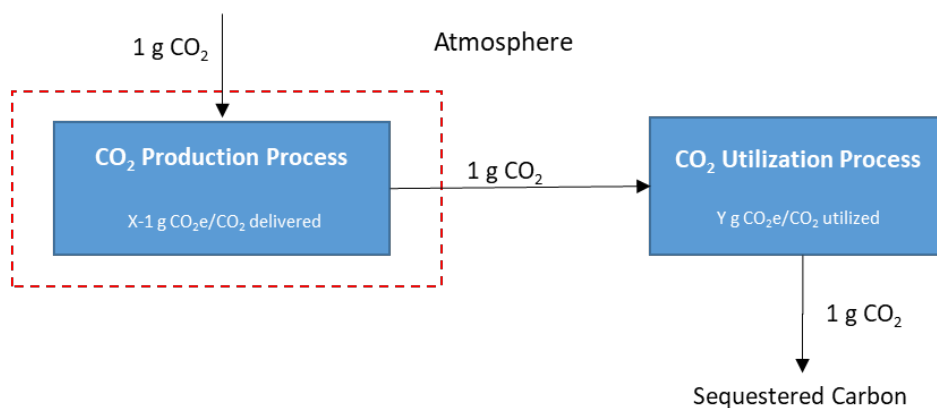 1 g CO₂
Atmosphere
CO₂ Production Process
X-1 g CO₂e/CO₂ delivered
1 g CO₂
CO₂ Utilization Process
Y g CO₂e/CO₂ utilized
1 g CO₂
Sequestered Carbon